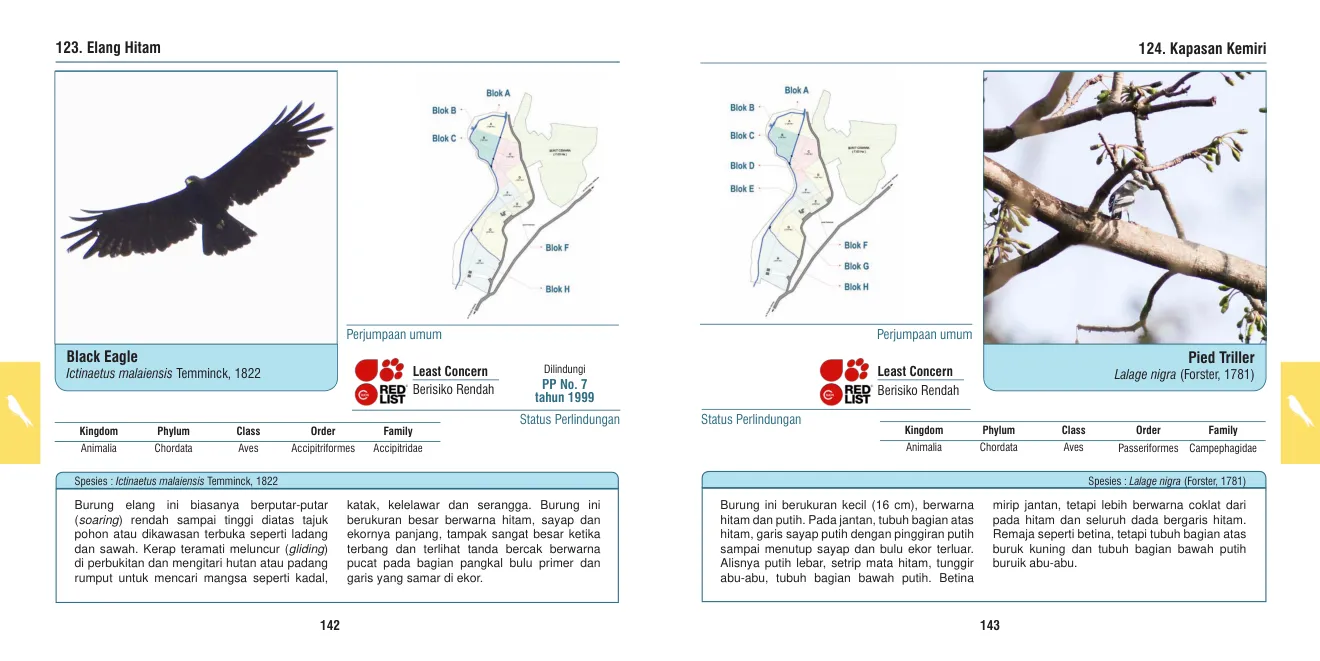 123. Elang Hitam
Blok A
Blok B
Blok C
Blok F
Blok H
Perjumpaan umum
Black Eagle
Ictinaetus malaiensis Temminck, 1822
RED LIST
Least Concern
Berisiko Rendah
Dilindungi
PP No. 7
tahun 1999
Status Perlindungan
Kingdom Phylum Class Order Family
Animalia Chordata Aves Accipitriformes Accipitridae
Spesies : Ictinaetus malaiensis Temminck, 1822
Burung elang ini biasanya berputar-putar
(soaring) rendah sampai tinggi diatas tajuk
pohon atau dikawasan terbuka seperti ladang
dan sawah. Kerap teramati meluncur (gliding)
di perbukitan dan mengitari hutan atau padang
rumput untuk mencari mangsa seperti kadal,
katak, kelelawar dan serangga. Burung ini
berukuran besar berwarna hitam, sayap dan
ekornya panjang, tampak sangat besar ketika
terbang dan terlihat tanda bercak berwarna
pucat pada bagian pangkal bulu primer dan
garis yang samar di ekor.
142
124. Kapasan Kemiri
Blok A
Blok B
Blok C
Blok D
Blok E
Blok F
Blok G
Blok H
Perjumpaan umum
Pied Triller
Lalage nigra (Forster, 1781)
RED LIST
Least Concern
Berisiko Rendah
Status Perlindungan
Kingdom Phylum Class Order Family
Animalia Chordata Aves Passeriformes Campephagidae
Spesies : Lalage nigra (Forster, 1781)
Burung ini berukuran kecil (16 cm), berwarna
hitam dan putih. Pada jantan, tubuh bagian atas
hitam, garis sayap putih dengan pinggiran putih
sampai menutup sayap dan bulu ekor terluar.
Alisnya putih lebar, setrip mata hitam, tunggir
abu-abu, tubuh bagian bawah putih. Betina
mirip jantan, tetapi lebih berwarna coklat dari
pada hitam dan seluruh dada bergaris hitam.
Remaja seperti betina, tetapi tubuh bagian atas
buruk kuning dan tubuh bagian bawah putih
buruik abu-abu.
143